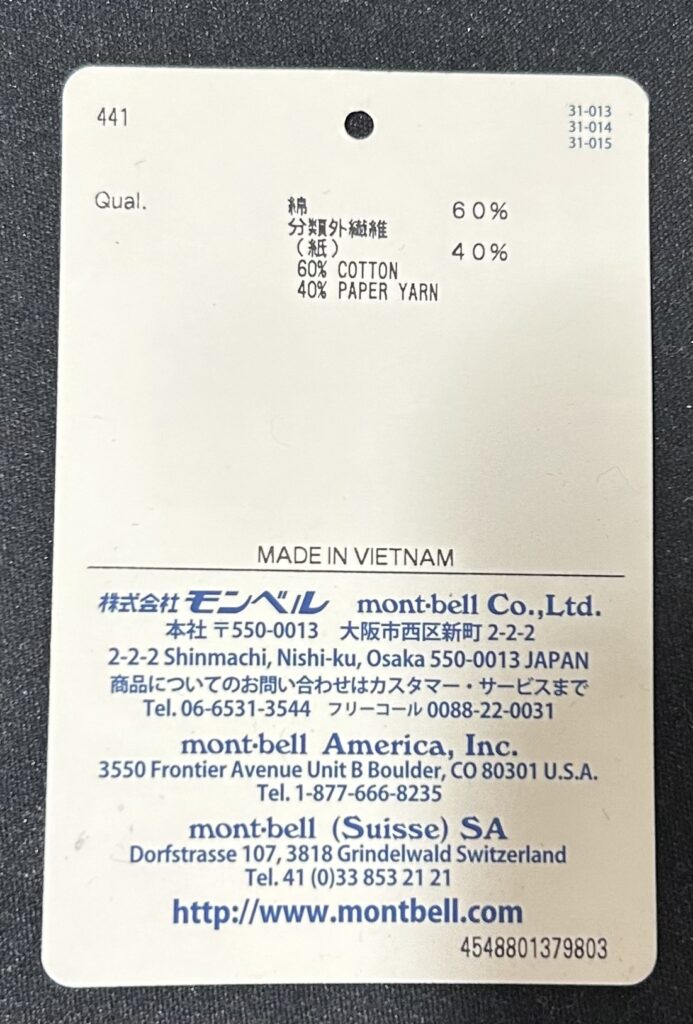 441
31-013
31-014
31-015
Qual.
綿 60%
分類外繊維
(紙) 40%
60% COTTON
40% PAPER YARN
MADE IN VIETNAM
株式会社 モンベル mont-bell Co.,Ltd.
本社 〒550-0013 大阪市西区新町 2-2-2
2-2-2 Shinmachi, Nishi-ku, Osaka 550-0013 JAPAN
商品についてのお問い合わせはカスタマー・サービスまで
Tel. 06-6531-3544 フリーコール 0088-22-0031
mont-bell America, Inc.
3550 Frontier Avenue Unit B Boulder, CO 80301 U.S.A.
Tel. 1-877-666-8235
mont-bell (Suisse) SA
Dorfstrasse 107, 3818 Grindelwald Switzerland
Tel. 41 (0)33 853 21 21
http://www.montbell.com
4548801379803